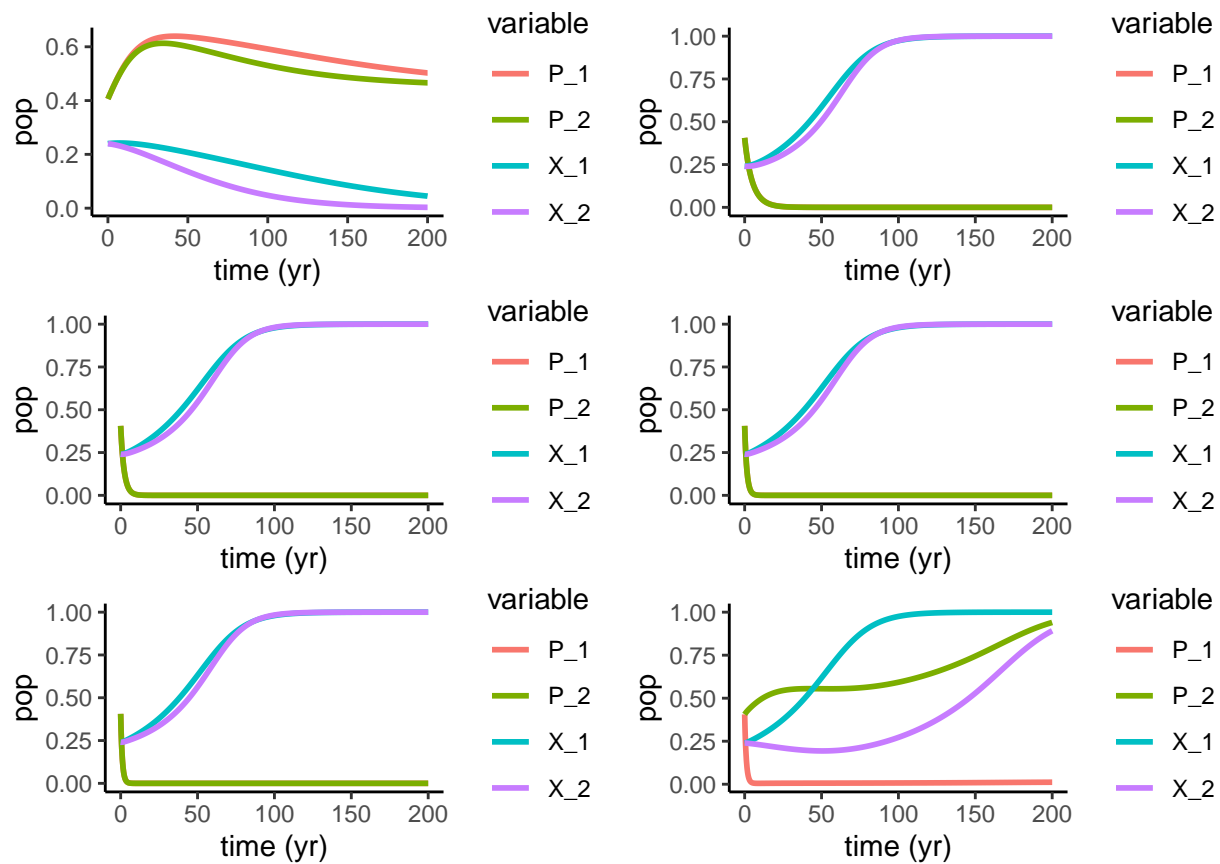 variable
P_1
P_2
X_1
X_2
pop
0.6
0.4
0.2
0.0
0 50 100 150 200
time (yr)
variable
P_1
P_2
X_1
X_2
pop
1.00
0.75
0.50
0.25
0.00
0 50 100 150 200
time (yr)
variable
P_1
P_2
X_1
X_2
pop
1.00
0.75
0.50
0.25
0.00
0 50 100 150 200
time (yr)
variable
P_1
P_2
X_1
X_2
pop
1.00
0.75
0.50
0.25
0.00
0 50 100 150 200
time (yr)
variable
P_1
P_2
X_1
X_2
pop
1.00
0.75
0.50
0.25
0.00
0 50 100 150 200
time (yr)
variable
P_1
P_2
X_1
X_2
pop
1.00
0.75
0.50
0.25
0.00
0 50 100 150 200
time (yr)